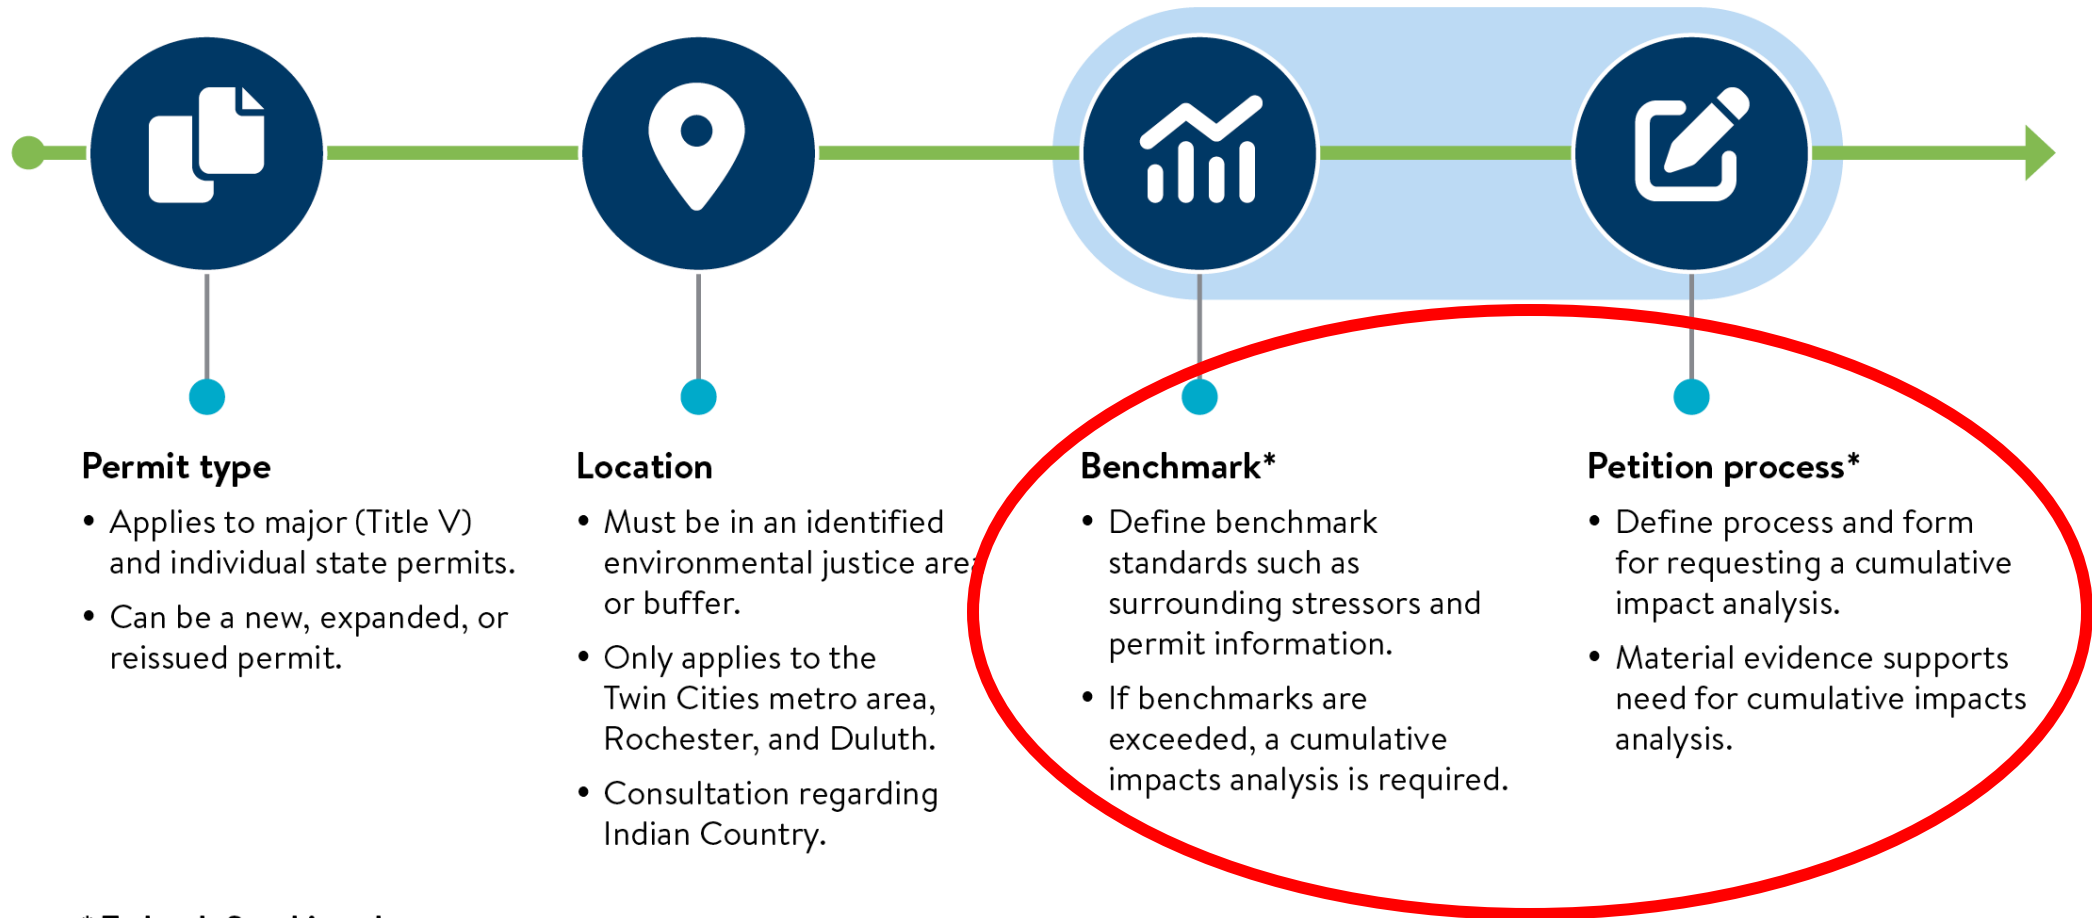 Permit type
• Applies to major (Title V)
and individual state permits.
• Can be a new, expanded, or
reissued permit.
Location
• Must be in an identified
environmental justice area
or buffer.
• Only applies to the
Twin Cities metro area,
Rochester, and Duluth.
• Consultation regarding
Indian Country.
Benchmark*
• Define benchmark
standards such as
surrounding stressors and
permit information.
• If benchmarks are
exceeded, a cumulative
impacts analysis is required.
Petition process*
• Define process and form
for requesting a cumulative
impact analysis.
• Material evidence supports
need for cumulative impacts
analysis.